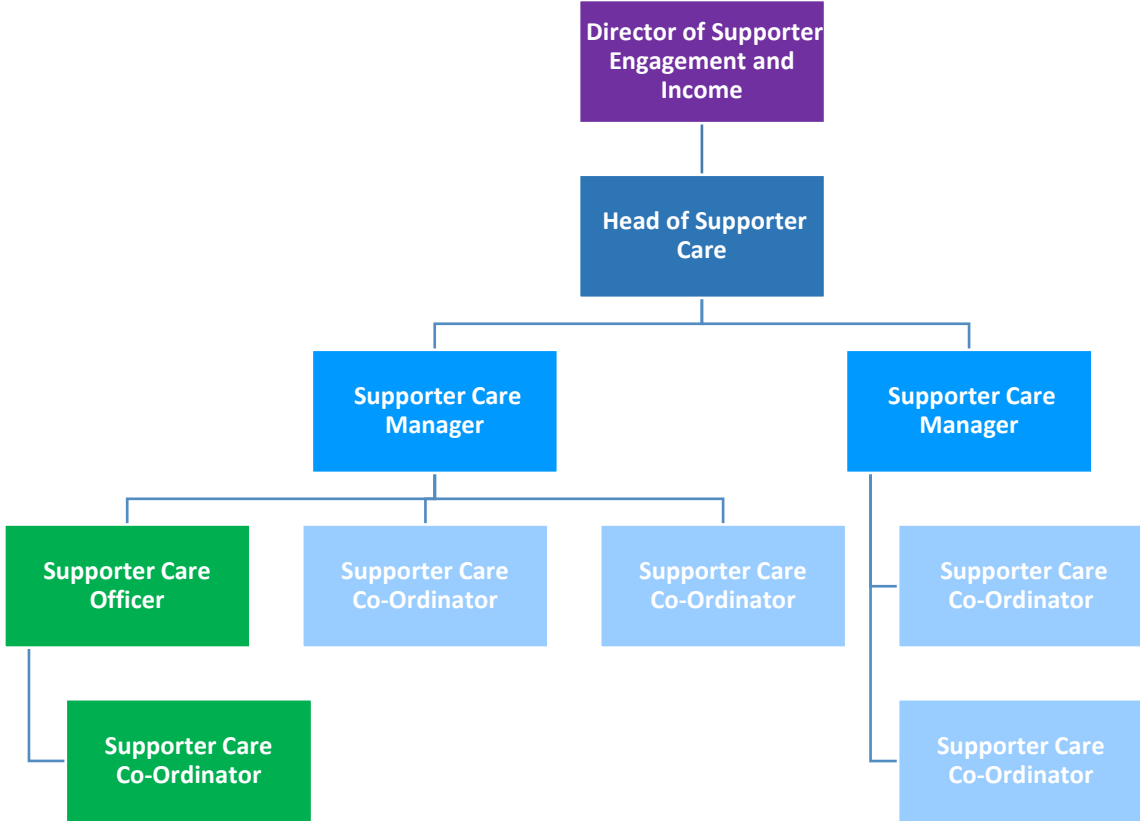 Director of Supporter
Engagement and
Income
Head of Supporter
Care
Supporter Care
Manager
Supporter Care
Manager
Supporter Care
Officer
Supporter Care
Co-Ordinator
Supporter Care
Co-Ordinator
Supporter Care
Co-Ordinator
Supporter Care
Co-Ordinator
Supporter Care
Co-Ordinator